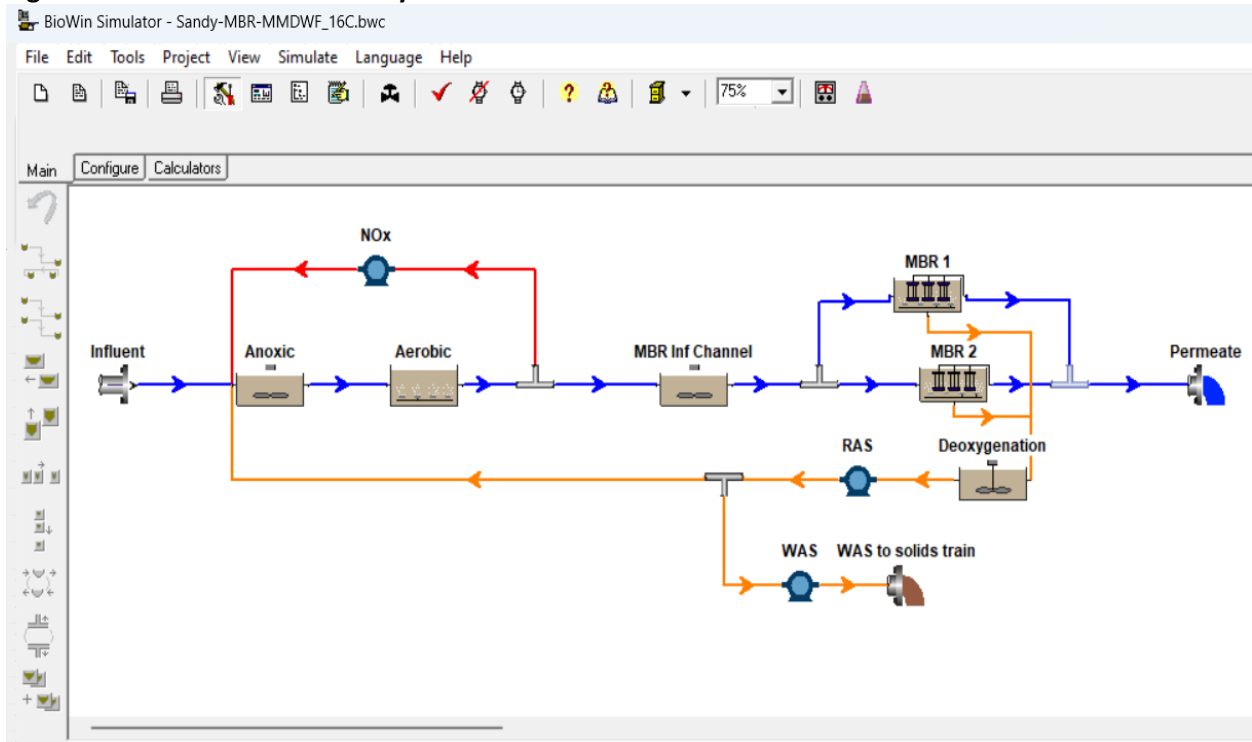 BioWin Simulator - Sandy-MBR-MMDWF_16C.bwc
File Edit Tools Project View Simulate Language Help
75%
Main Configure Calculators
NOx
MBR 1
Influent Anoxic Aerobic MBR Inf Channel MBR 2 Permeate
RAS Deoxygenation
WAS WAS to solids train